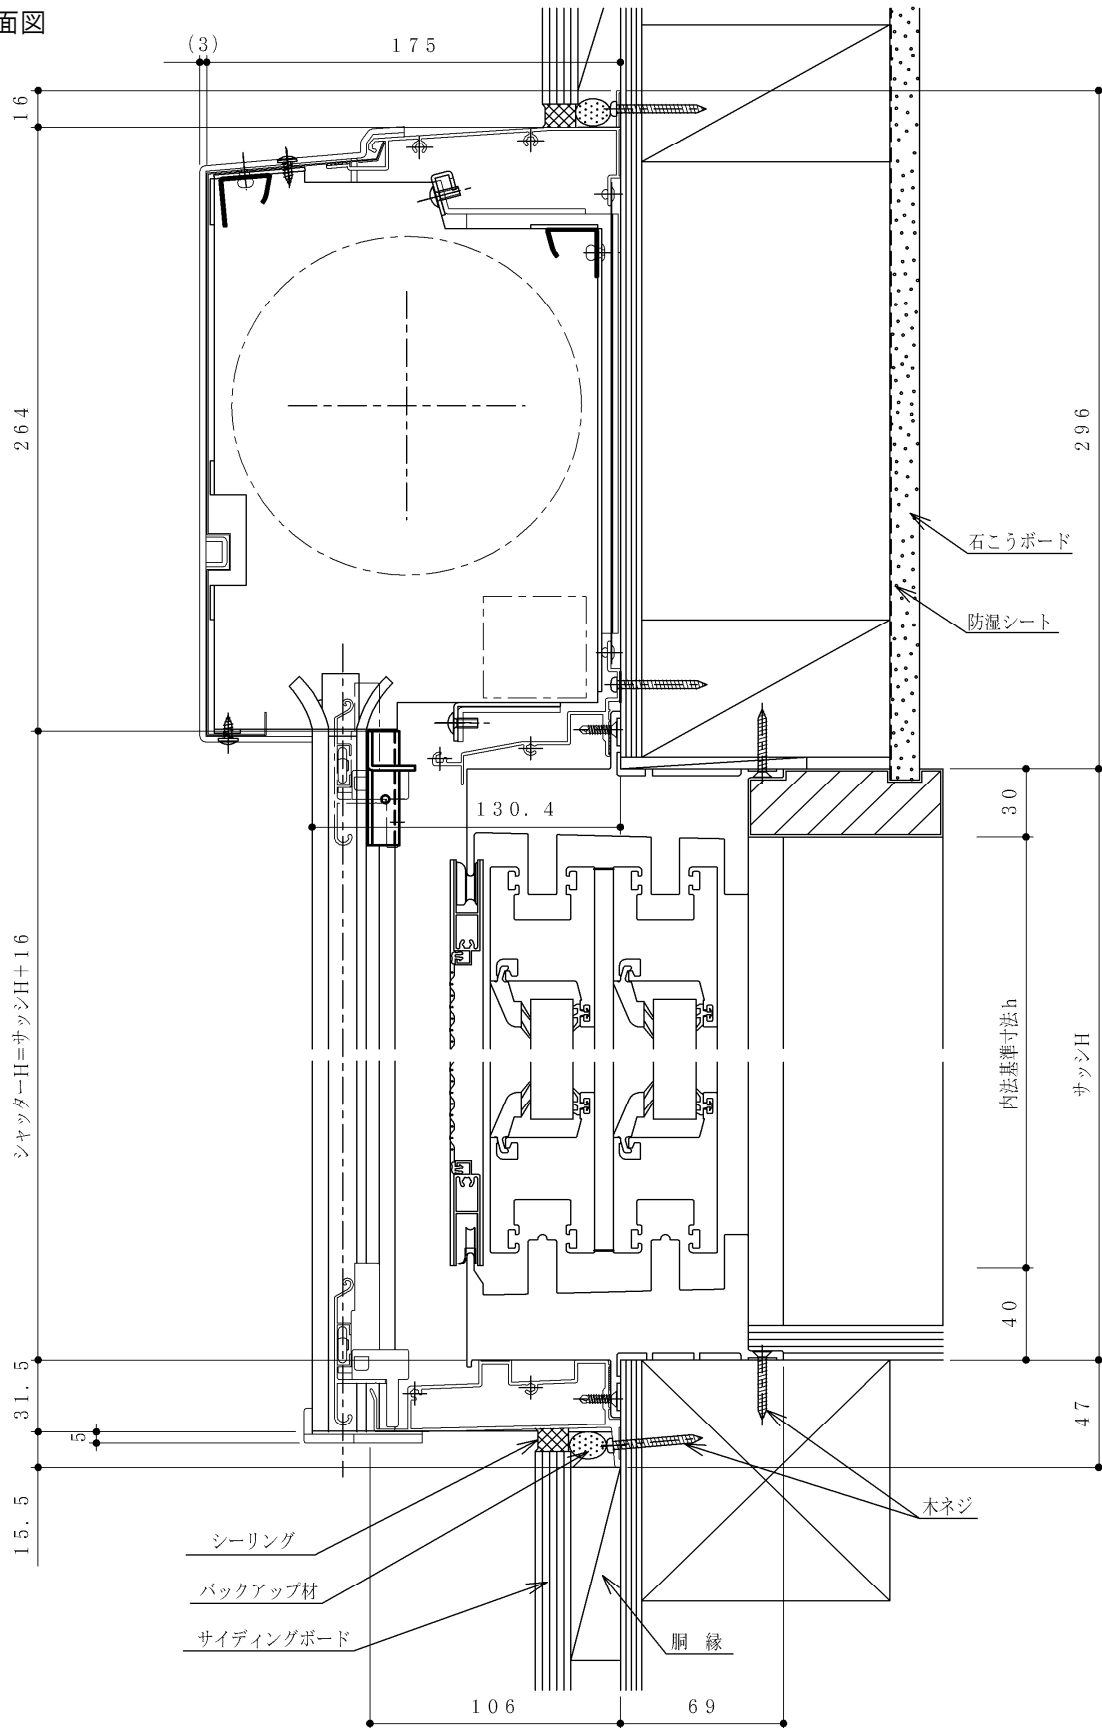 面図
(3)
175
16
264
296
石こうボード
防湿シート
130.4
30
シャッターH=サッシH+16
内法基準寸法h
サッシH
40
31.5
5
47
15.5
木ネジ
シーリング
バックアップ材
サイディングボード
胴 縁
106
69